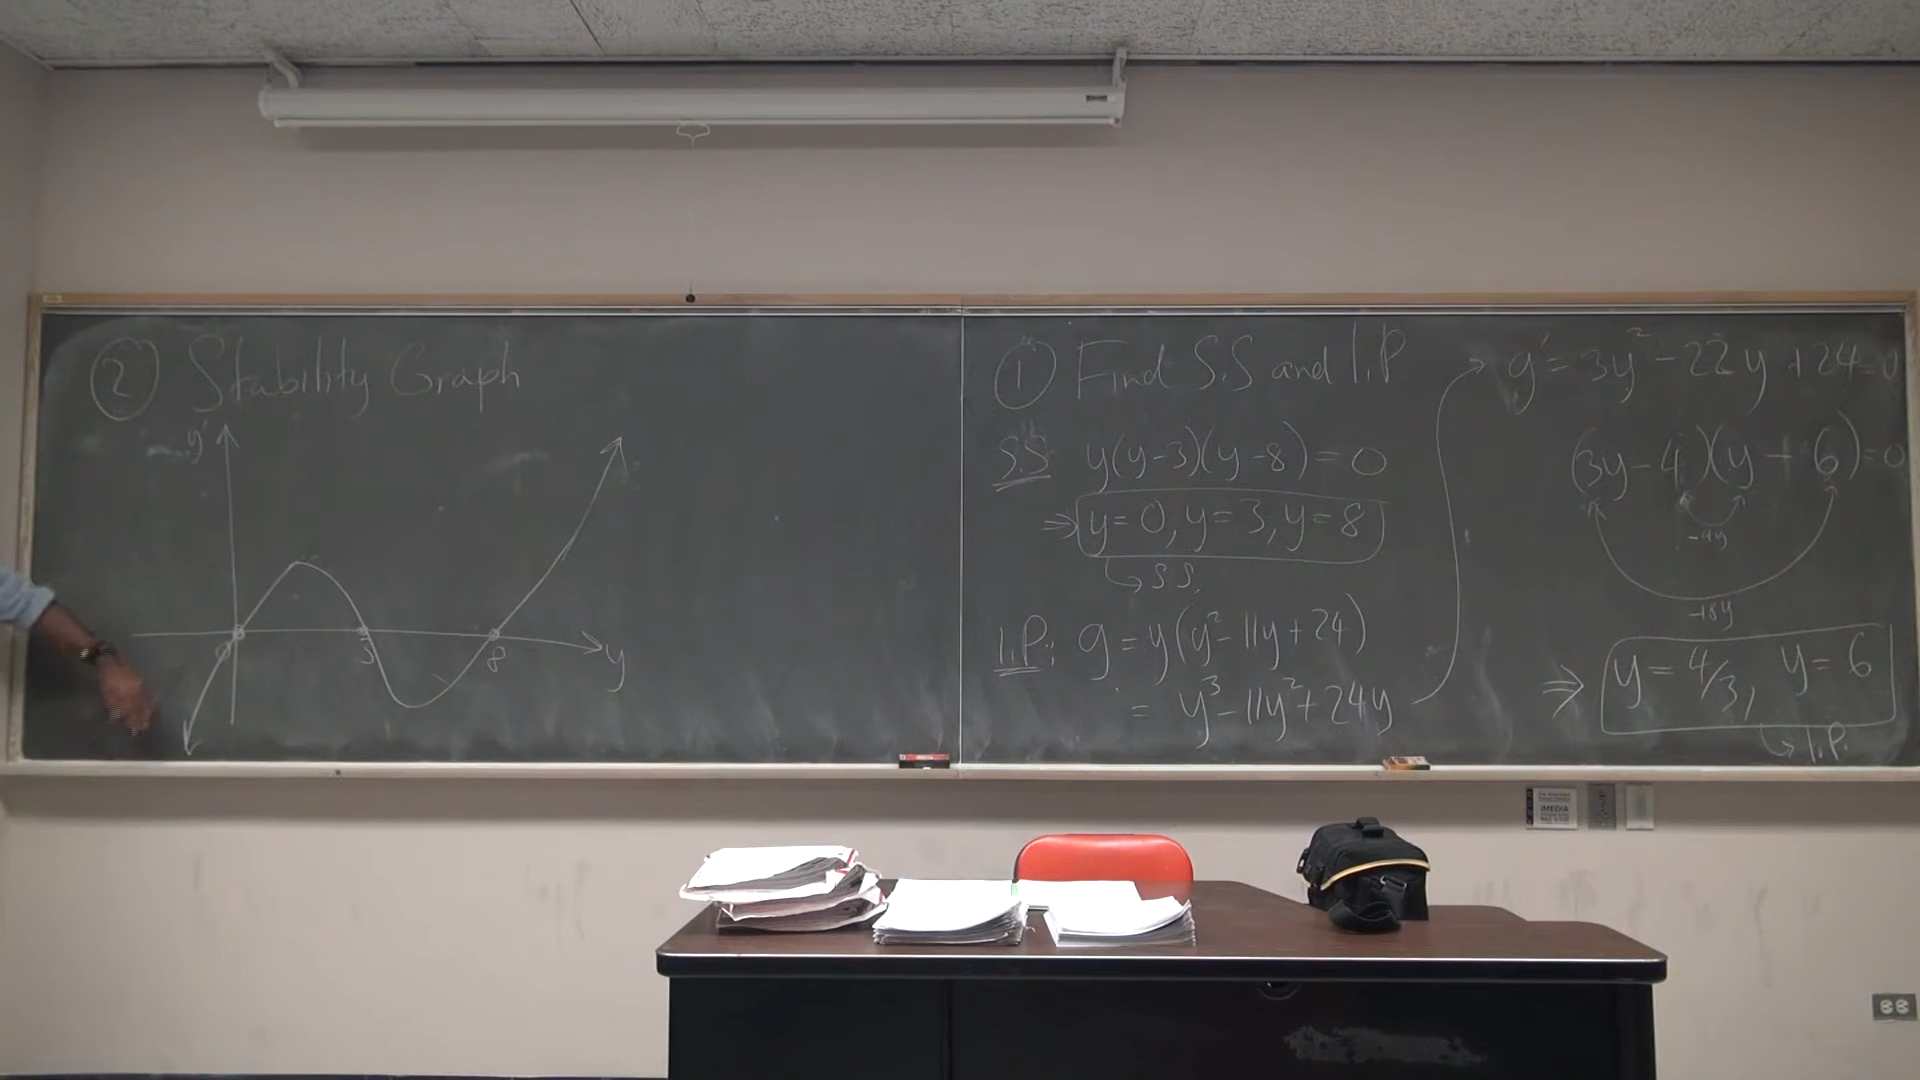 ② Stability Graph
y'
0 3 8 y
① Find S.S and I.P
S.S y(y-3)(y-8)=0
⇒ y=0, y=3, y=8
↳ S.S.
I.P: g = y(y²-11y+24)
= y³-11y²+24y
→ g' = 3y²-22y+24=0
(3y-4)(y-6)=0
-4y
-18y
⇒ y=4/3, y=6
↳ I.P.
iMEDIA